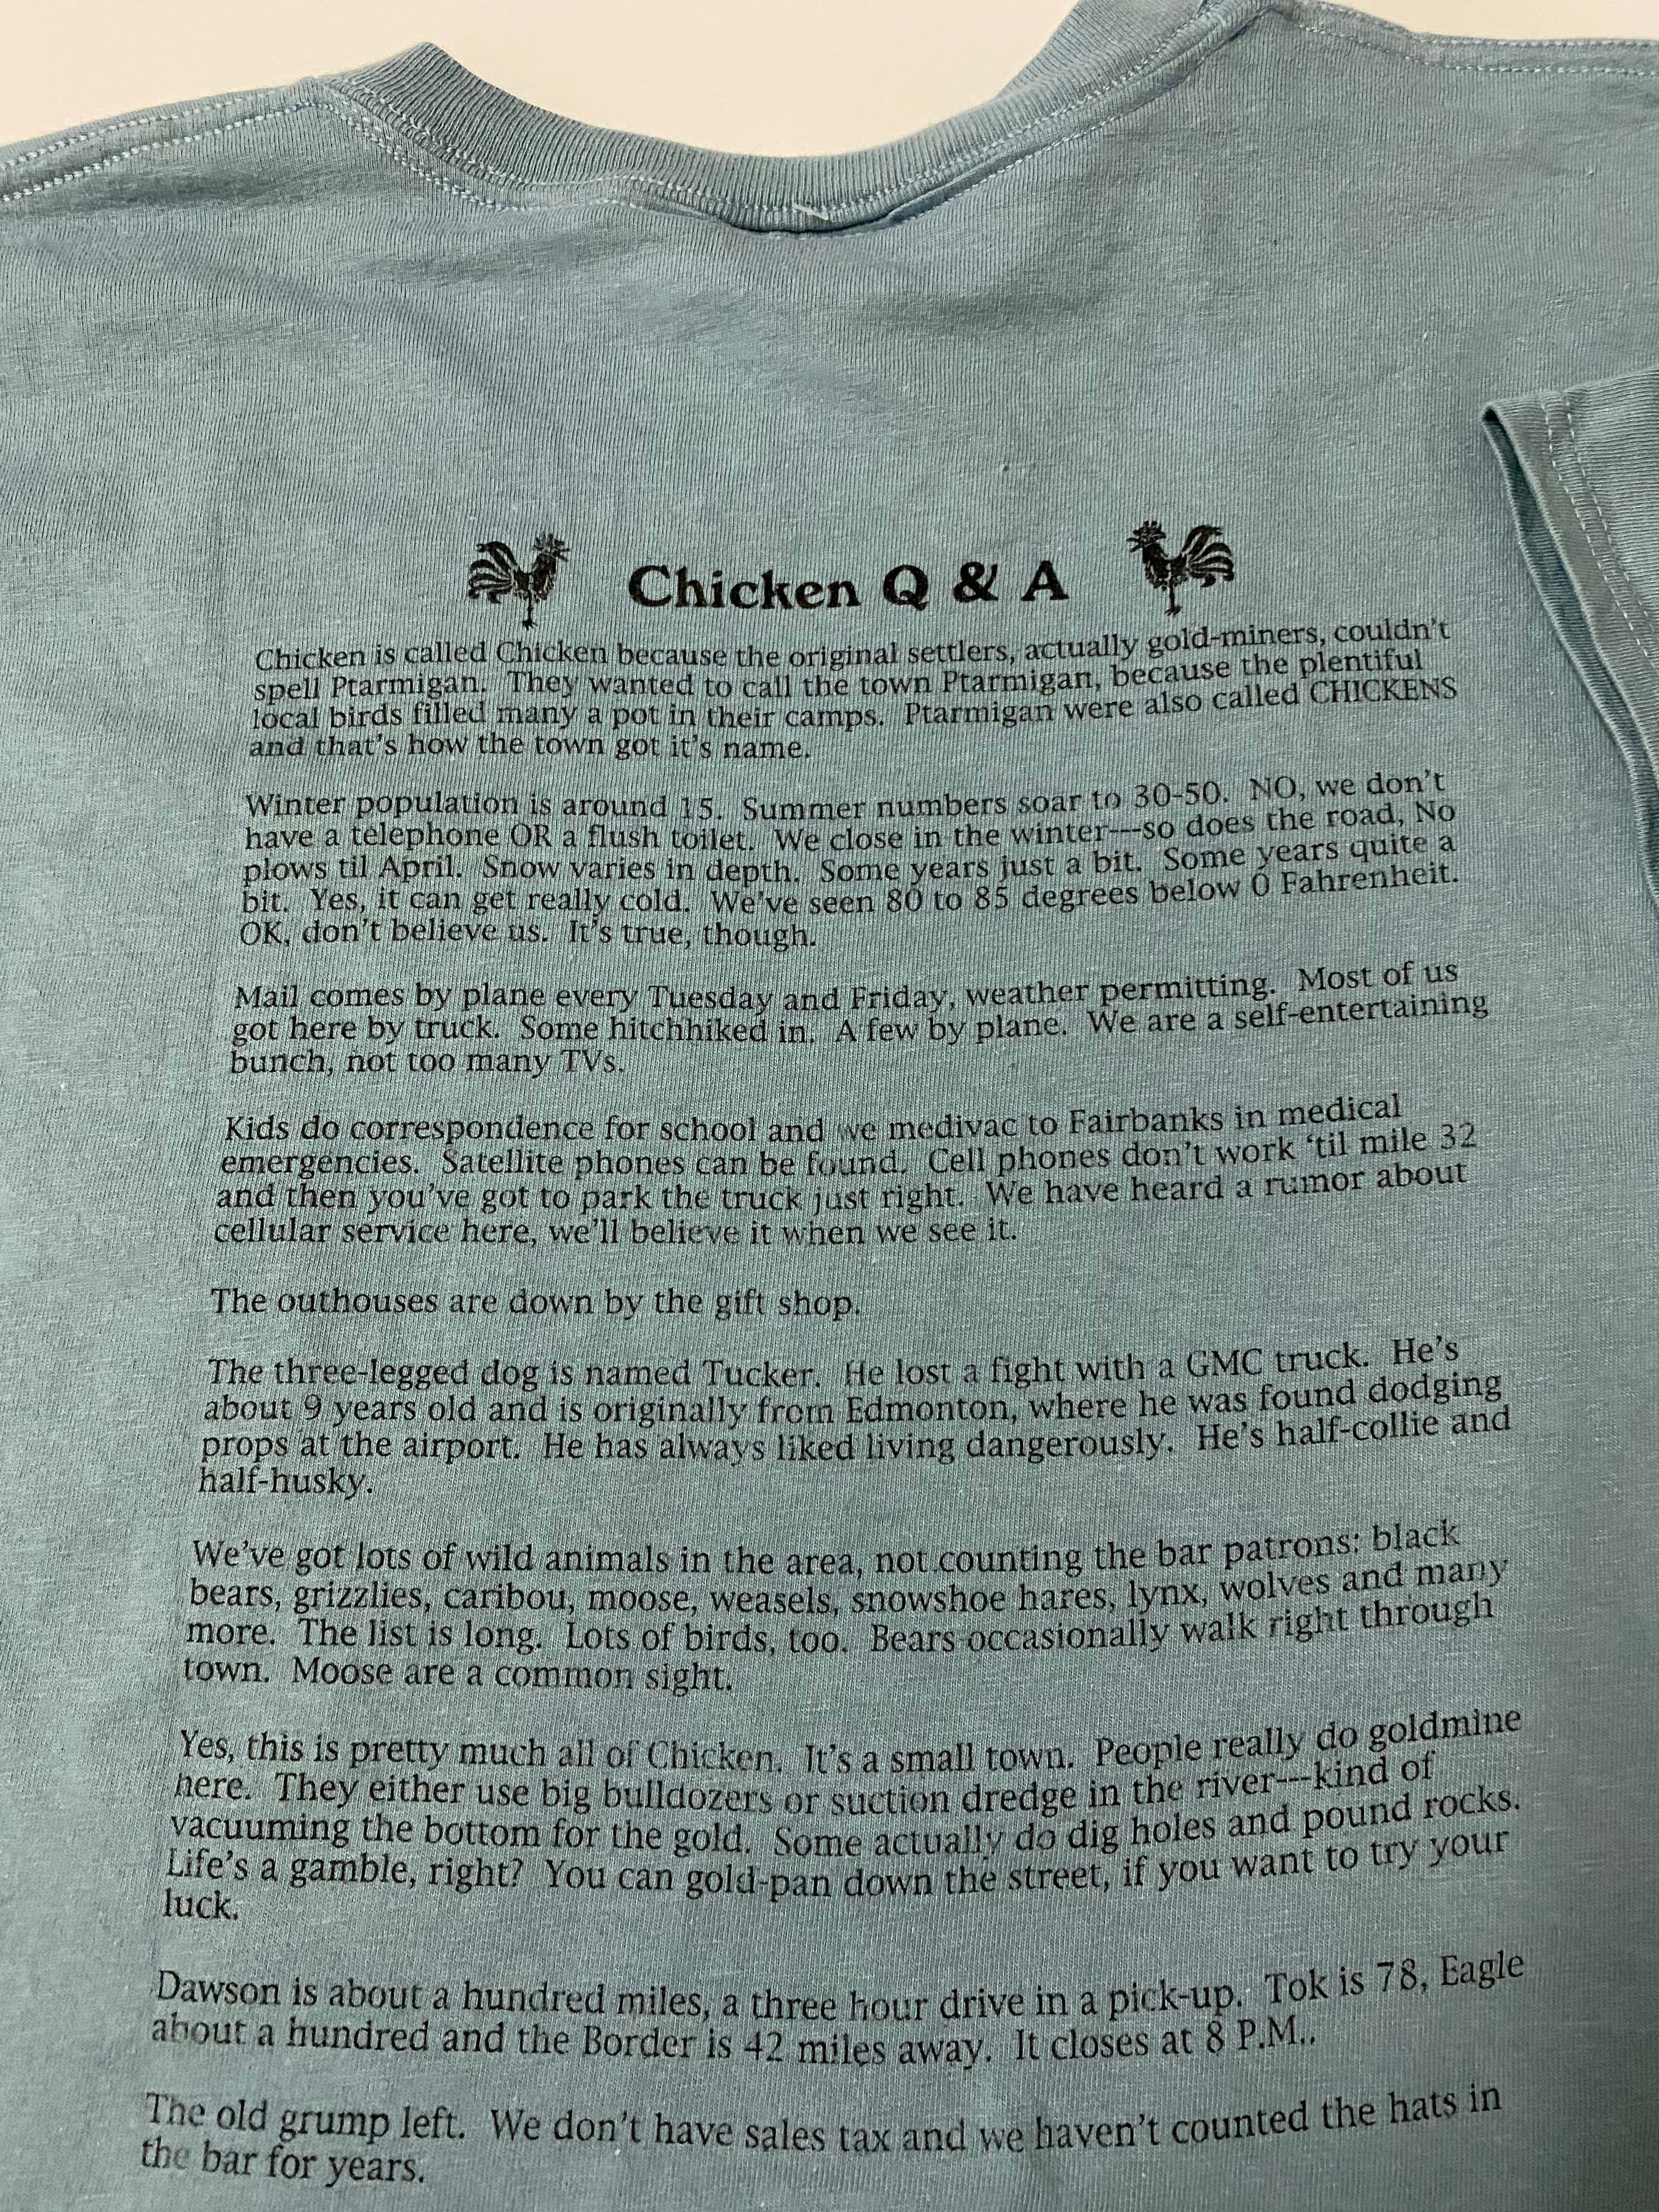 Chicken Q & A
Chicken is called Chicken because the original settlers, actually gold-miners, couldn't
spell Ptarmigan. They wanted to call the town Ptarmigan, because the plentiful
local birds filled many a pot in their camps. Ptarmigan were also called CHICKENS
and that's how the town got it's name.
Winter population is around 15. Summer numbers soar to 30-50. NO, we don't
have a telephone OR a flush toilet. We close in the winter---so does the road, No
plows til April. Snow varies in depth. Some years just a bit. Some years quite a
bit. Yes, it can get really cold. We've seen 80 to 85 degrees below 0 Fahrenheit.
OK, don't believe us. It's true, though.
Mail comes by plane every Tuesday and Friday, weather permitting. Most of us
got here by truck. Some hitchhiked in. A few by plane. We are a self-entertaining
bunch, not too many TVs.
Kids do correspondence for school and we medivac to Fairbanks in medical
emergencies. Satellite phones can be found. Cell phones don't work 'til mile 32
and then you've got to park the truck just right. We have heard a rumor about
cellular service here, we'll believe it when we see it.
The outhouses are down by the gift shop.
The three-legged dog is named Tucker. He lost a fight with a GMC truck. He's
about 9 years old and is originally from Edmonton, where he was found dodging
props at the airport. He has always liked living dangerously. He's half-collie and
half-husky.
We've got lots of wild animals in the area, not counting the bar patrons: black
bears, grizzlies, caribou, moose, weasels, snowshoe hares, lynx, wolves and many
more. The list is long. Lots of birds, too. Bears occasionally walk right through
town. Moose are a common sight.
Yes, this is pretty much all of Chicken. It's a small town. People really do goldmine
here. They either use big bulldozers or suction dredge in the river---kind of
vacuuming the bottom for the gold. Some actually do dig holes and pound rocks.
Life's a gamble, right? You can gold-pan down the street, if you want to try your
luck.
Dawson is about a hundred miles, a three hour drive in a pick-up. Tok is 78, Eagle
about a hundred and the Border is 42 miles away. It closes at 8 P.M..
The old grump left. We don't have sales tax and we haven't counted the hats in
the bar for years.